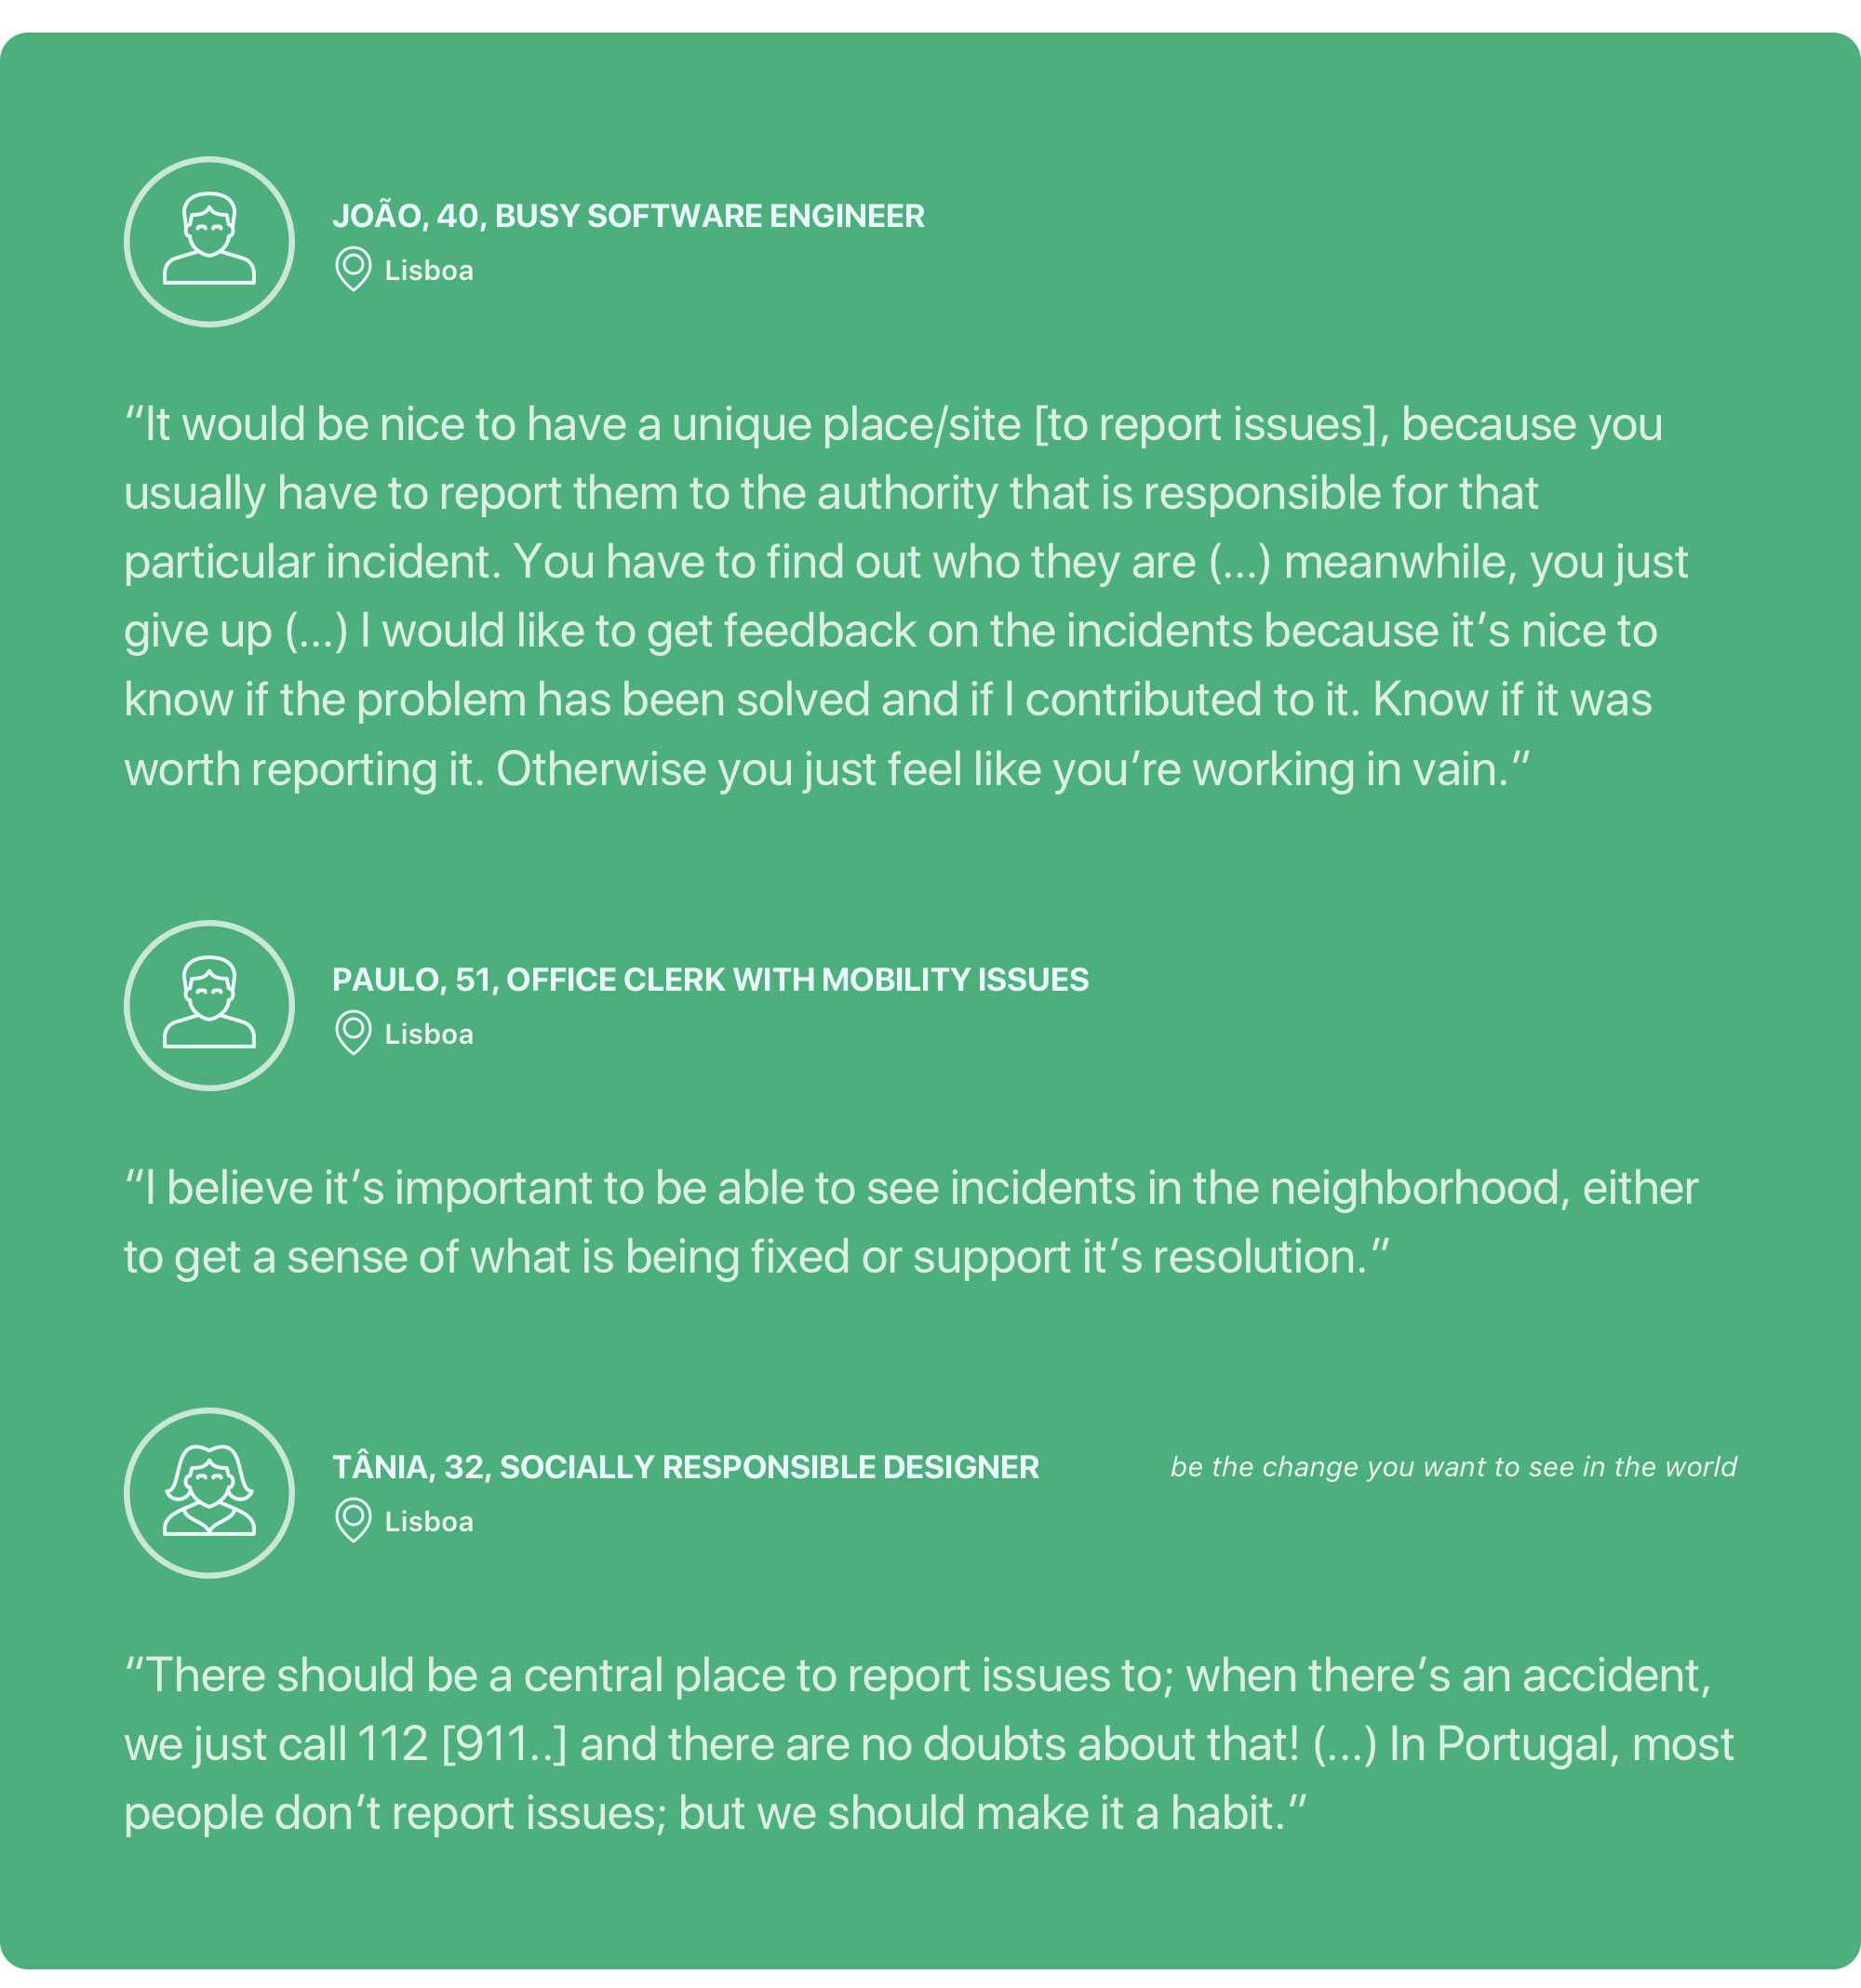 JOÃO, 40, BUSY SOFTWARE ENGINEER
Lisboa
“It would be nice to have a unique place/site [to report issues], because you
usually have to report them to the authority that is responsible for that
particular incident. You have to find out who they are (...) meanwhile, you just
give up (...) I would like to get feedback on the incidents because it’s nice to
know if the problem has been solved and if I contributed to it. Know if it was
worth reporting it. Otherwise you just feel like you’re working in vain.”
PAULO, 51, OFFICE CLERK WITH MOBILITY ISSUES
Lisboa
“I believe it’s important to be able to see incidents in the neighborhood, either
to get a sense of what is being fixed or support it’s resolution.”
TÂNIA, 32, SOCIALLY RESPONSIBLE DESIGNER
be the change you want to see in the world
Lisboa
“There should be a central place to report issues to; when there‘s an accident,
we just call 112 [911..] and there are no doubts about that! (...) In Portugal, most
people don’t report issues; but we should make it a habit.”